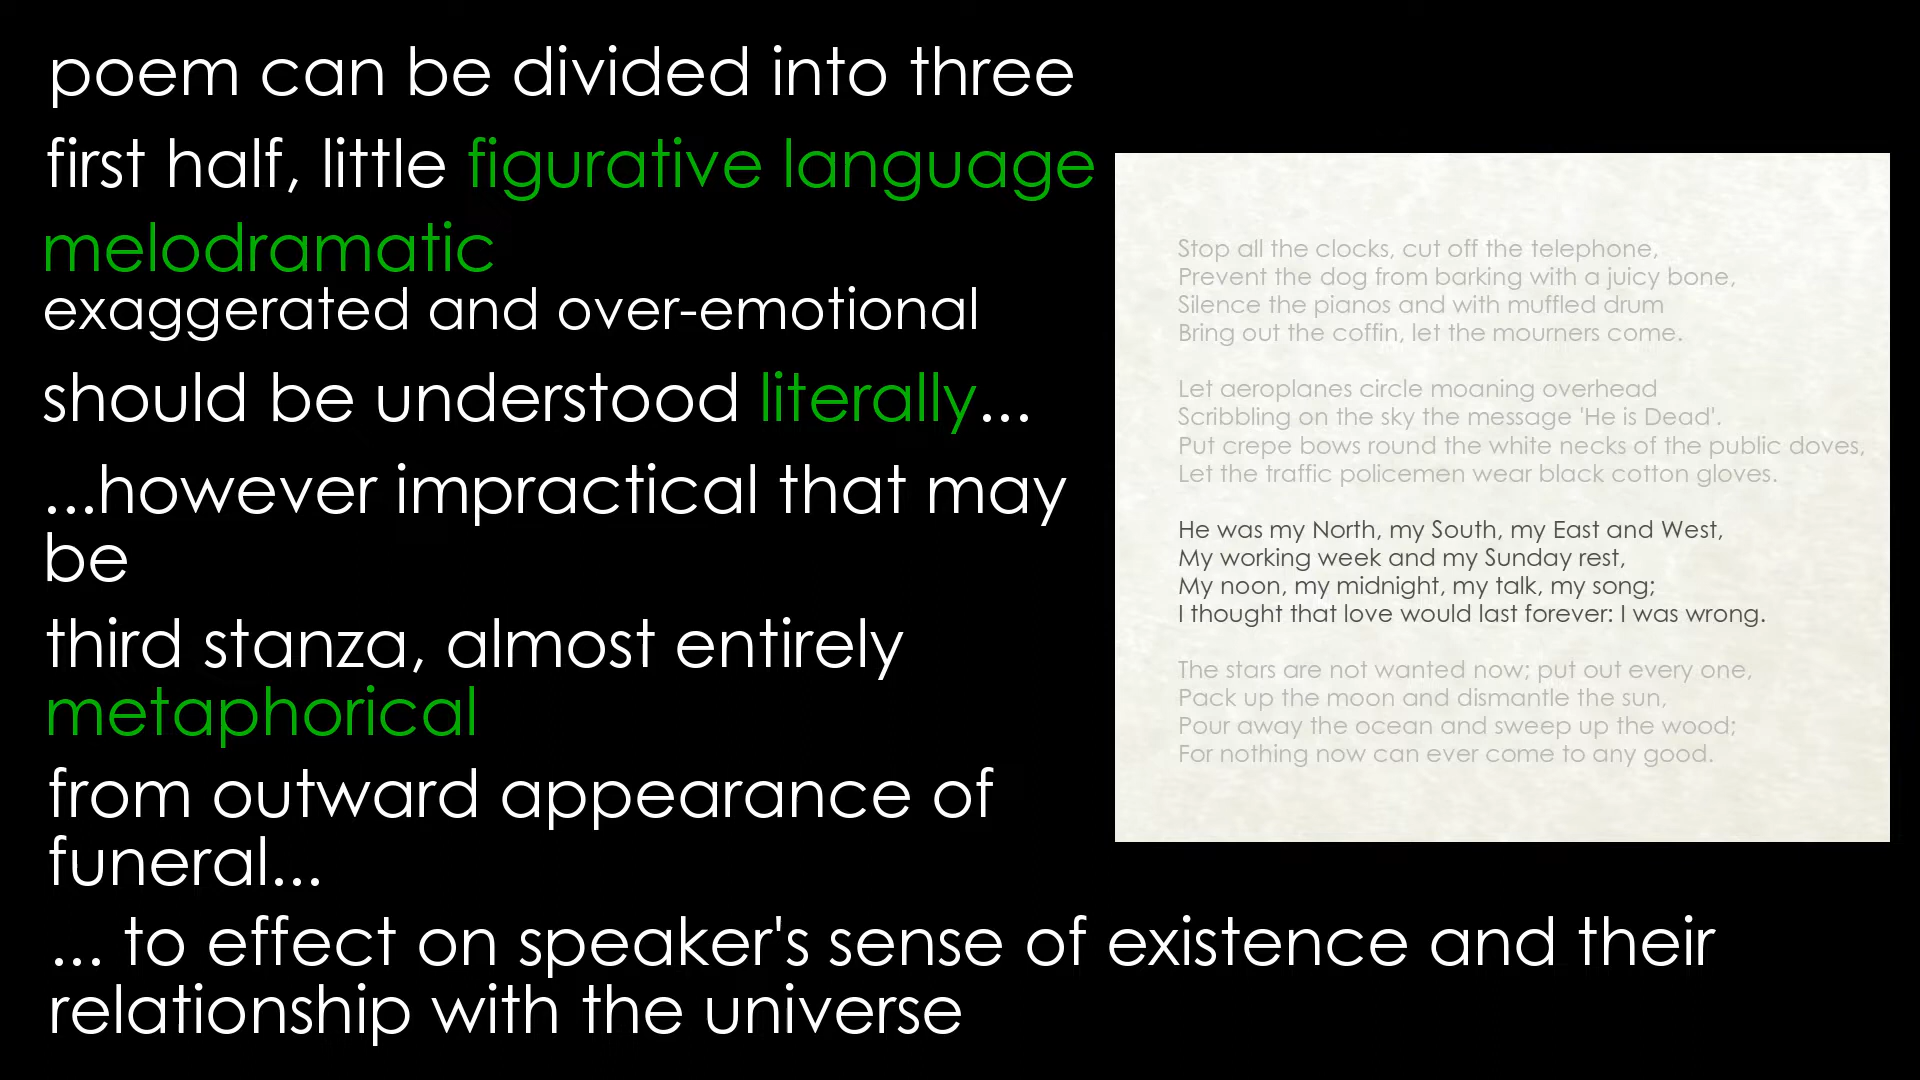 poem can be divided into three
first half, little figurative language
melodramatic
exaggerated and over-emotional
should be understood literally...
...however impractical that may
be
third stanza, almost entirely
metaphorical
from outward appearance of
funeral...
... to effect on speaker's sense of existence and their
relationship with the universe
Stop all the clocks, cut off the telephone,
Prevent the dog from barking with a juicy bone,
Silence the pianos and with muffled drum
Bring out the coffin, let the mourners come.
Let aeroplanes circle moaning overhead
Scribbling on the sky the message 'He is Dead'.
Put crepe bows round the white necks of the public doves,
Let the traffic policemen wear black cotton gloves.
He was my North, my South, my East and West,
My working week and my Sunday rest,
My noon, my midnight, my talk, my song;
I thought that love would last forever: I was wrong.
The stars are not wanted now; put out every one,
Pack up the moon and dismantle the sun,
Pour away the ocean and sweep up the wood;
For nothing now can ever come to any good.